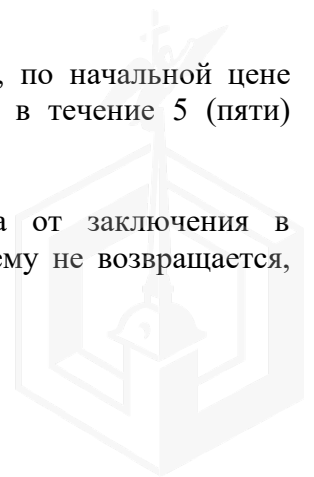 , по начальной цене
в течение 5 (пяти)
от заключения в
ему не возвращается,